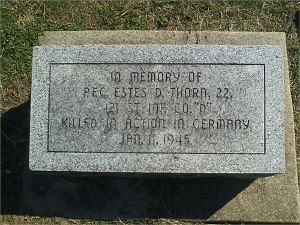 IN MEMORY OF
PFC. ESTES D. THORN, 22,
121 ST INF CO. "D"
KILLED IN ACTION IN GERMANY
JAN. 11, 1945